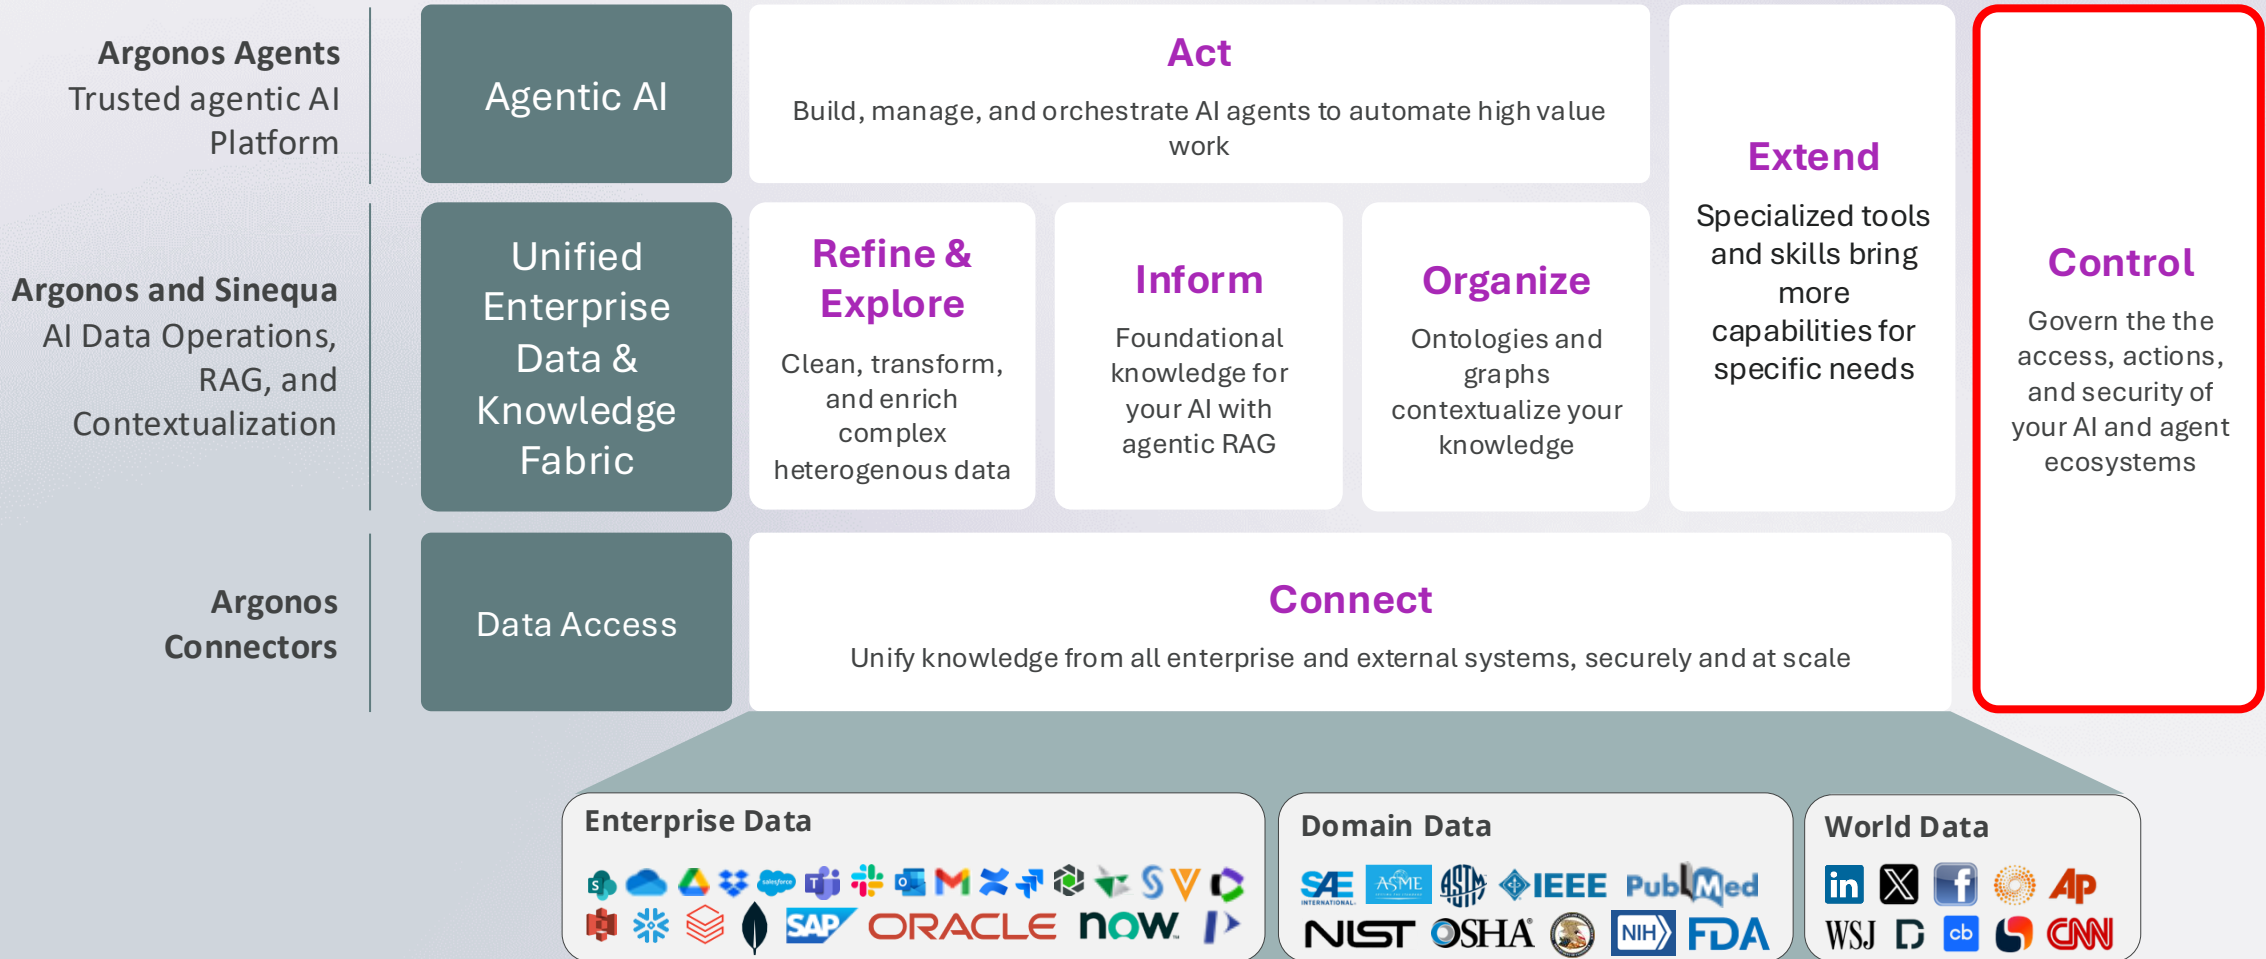 Argonos Agents
Trusted agentic AI
Platform
Agentic AI
Act
Build, manage, and orchestrate AI agents to automate high value
work
Extend
Specialized tools
and skills bring
more
capabilities for
specific needs
Control
Govern the the
access, actions,
and security of
your AI and agent
ecosystems
Argonos and Sinequa
AI Data Operations,
RAG, and
Contextualization
Unified
Enterprise
Data &
Knowledge
Fabric
Refine &
Explore
Clean, transform,
and enrich
complex
heterogenous data
Inform
Foundational
knowledge for
your AI with
agentic RAG
Organize
Ontologies and
graphs
contextualize your
knowledge
Argonos
Connectors
Data Access
Connect
Unify knowledge from all enterprise and external systems, securely and at scale
Enterprise Data
salesforce
SAP ORACLE now
Domain Data
SAE INTERNATIONAL ASME ASTM IEEE PubMed
NIST OSHA NIH FDA
World Data
in X f AP
WSJ D cb CNN